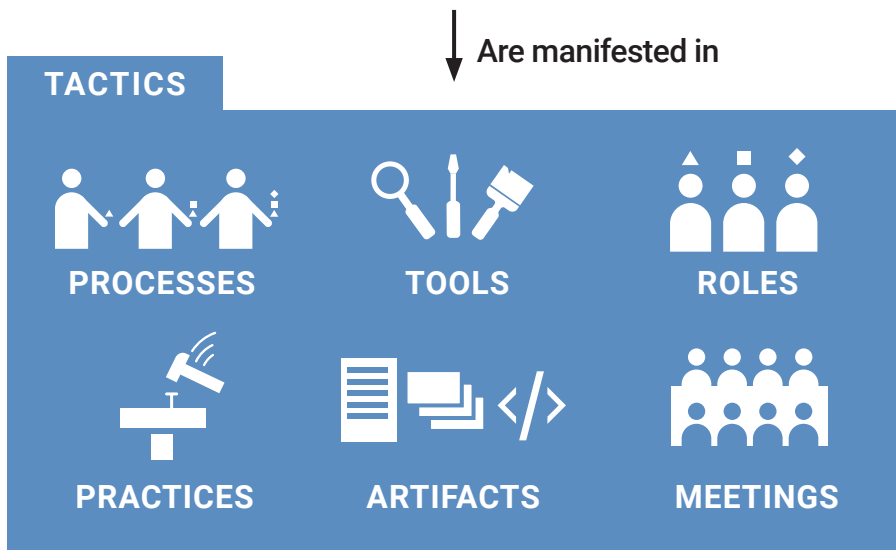 Are manifested in
TACTICS
PROCESSES
TOOLS
ROLES
PRACTICES
ARTIFACTS
MEETINGS